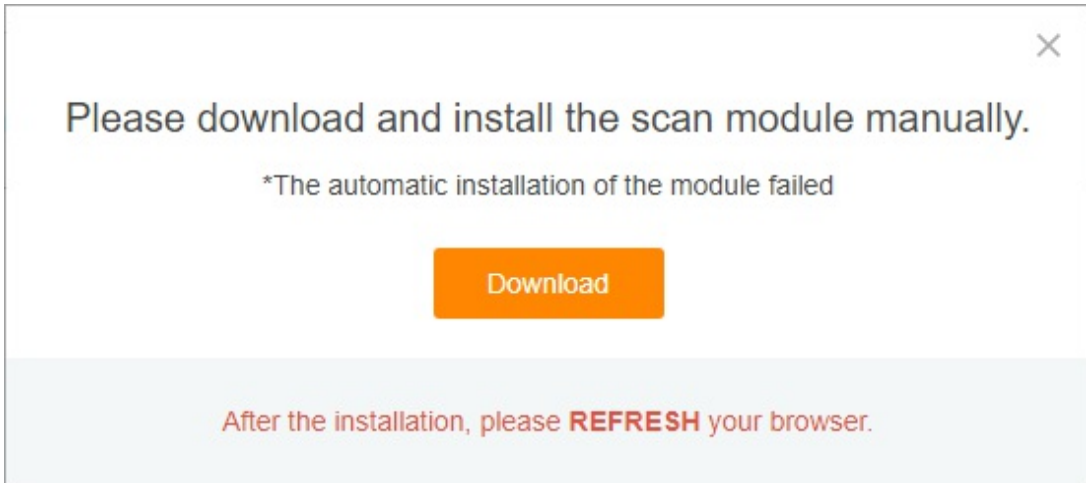 Please download and install the scan module manually.
*The automatic installation of the module failed
Download
After the installation, please REFRESH your browser.